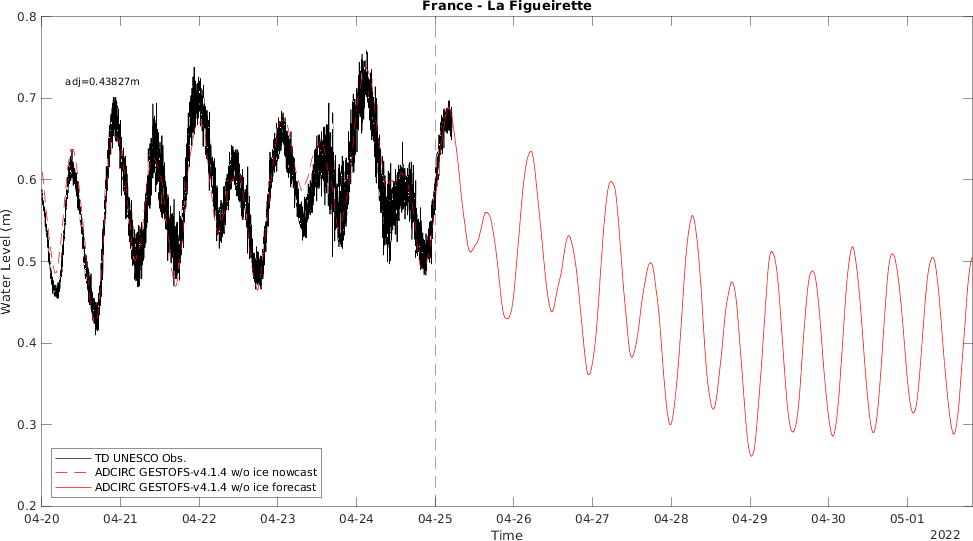 France - La Figueirette
adj=0.43827m
Water Level (m)
0.8
0.7
0.6
0.5
0.4
0.3
0.2
TD UNESCO Obs.
ADCIRC GESTOFS-v4.1.4 w/o ice nowcast
ADCIRC GESTOFS-v4.1.4 w/o ice forecast
04-20 04-21 04-22 04-23 04-24 04-25 04-26 04-27 04-28 04-29 04-30 05-01
Time
2022